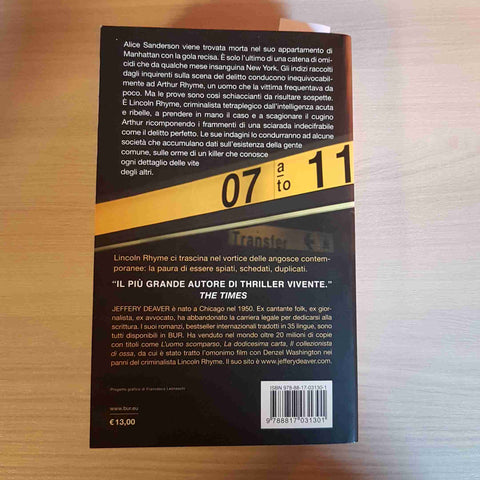 Alice Sanderson viene trovata morta nel suo appartamento di
Manhattan con la gola recisa. È solo l'ultimo di una catena di omi-
cidi che da qualche mese insanguina New York. Gli indizi raccolti
dagli inquirenti sulla scena del delitto conducono inequivocabil-
mente ad Arthur Rhyme, un uomo che la vittima frequentava da
poco. Ma le prove sono così schiaccianti da risultare sospette.
È Lincoln Rhyme, criminalista tetraplegico dall'intelligenza acuta
e ribelle, a prendere in mano il caso e a scagionare il cugino
Arthur ricomponendo i frammenti di una sciarada indecifrabile
come il delitto perfetto. Le sue indagini lo condurranno ad alcune
società che accumulano dati sull'esistenza della gente
comune, sulle orme di un killer che conosce
ogni dettaglio delle vite
degli altri.
07 a to 11
Transfer
A
Lincoln Rhyme ci trascina nel vortice delle angosce contem-
poranee: la paura di essere spiati, schedati, duplicati.
"IL PIÙ GRANDE AUTORE DI THRILLER VIVENTE."
THE TIMES
JEFFERY DEAVER è nato a Chicago nel 1950. Ex cantante folk, ex gior-
nalista, ex avvocato, ha abbandonato la carriera legale per dedicarsi alla
scrittura. I suoi romanzi, bestseller internazionali tradotti in 35 lingue, sono
tutti disponibili in BUR. Ha venduto nel mondo oltre 20 milioni di copie
con titoli come L'uomo scomparso, La dodicesima carta, Il collezionista
di ossa, da cui è stato tratto l'omonimo film con Denzel Washington nei
panni del criminalista Lincoln Rhyme. Il suo sito è www.jefferydeaver.com.
Progetto grafico di Francesca Leoneschi
www.bur.eu
€ 13,00
ISBN 978-88-17-03130-1
9 788817 031301